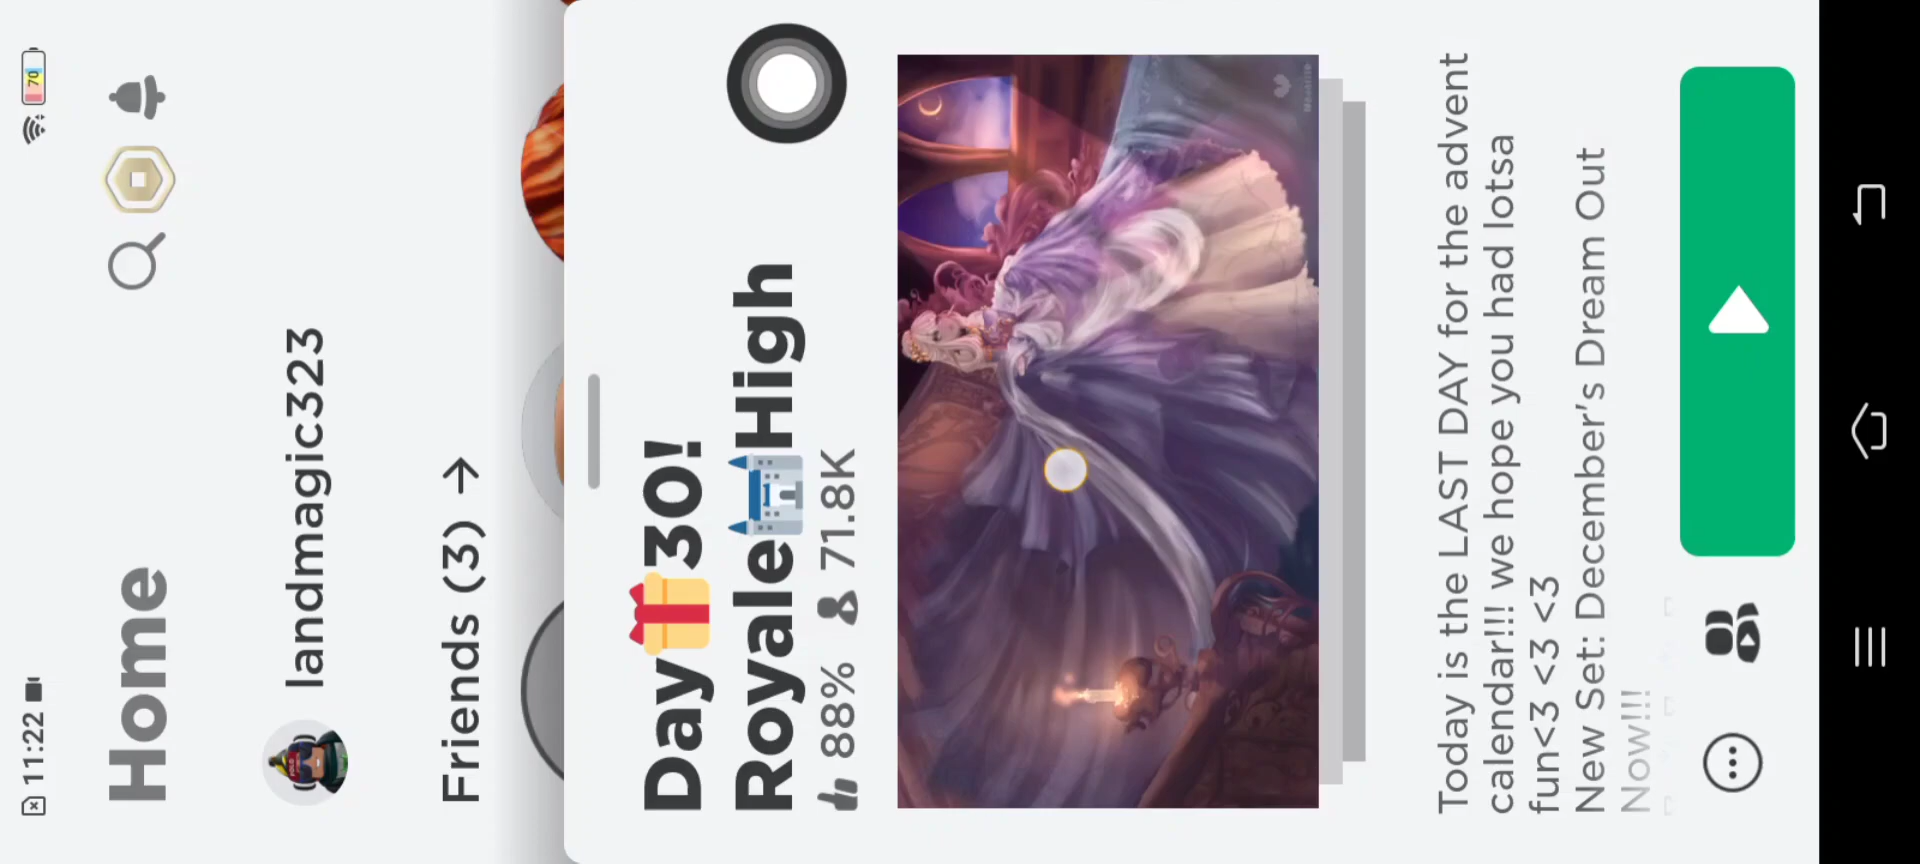 11:22
70
Home
landmagic323
Friends (3) →
Day🎁30!
Royale🏰High
88% 71.8K
Today is the LAST DAY for the advent
calendar!!! we hope you had lotsa
fun<3 <3 <3
New Set: December's Dream Out
Now!!!